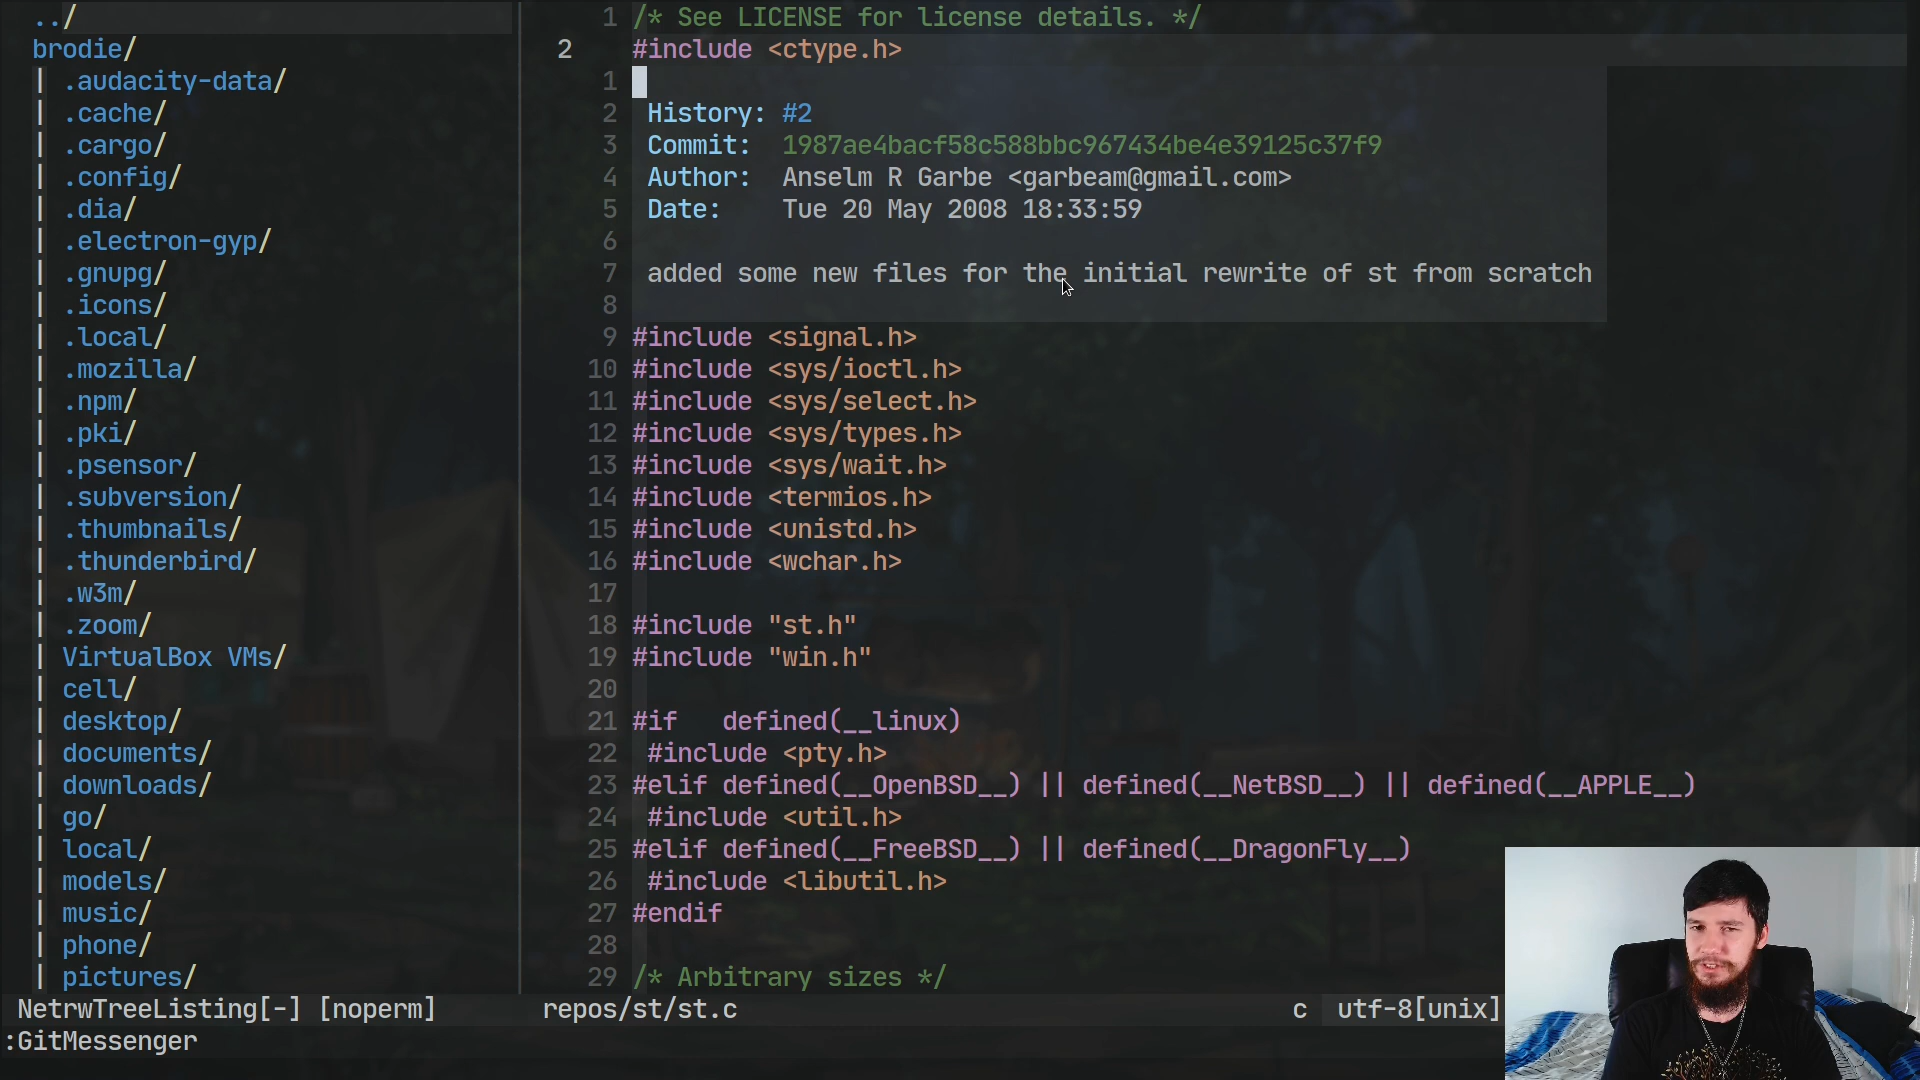 ../
brodie/
| .audacity-data/
| .cache/
| .cargo/
| .config/
| .dia/
| .electron-gyp/
| .gnupg/
| .icons/
| .local/
| .mozilla/
| .npm/
| .pki/
| .psensor/
| .subversion/
| .thumbnails/
| .thunderbird/
| .w3m/
| .zoom/
| VirtualBox VMs/
| cell/
| desktop/
| documents/
| downloads/
| go/
| local/
| models/
| music/
| phone/
| pictures/
NetrwTreeListing[-] [noperm]
1 /* See LICENSE for license details. */
2 #include <ctype.h>
1
2 History: #2
3 Commit: 1987ae4bacf58c588bbc967434be4e39125c37f9
4 Author: Anselm R Garbe <garbeam@gmail.com>
5 Date: Tue 20 May 2008 18:33:59
6
7 added some new files for the initial rewrite of st from scratch
8
9 #include <signal.h>
10 #include <sys/ioctl.h>
11 #include <sys/select.h>
12 #include <sys/types.h>
13 #include <sys/wait.h>
14 #include <termios.h>
15 #include <unistd.h>
16 #include <wchar.h>
17
18 #include "st.h"
19 #include "win.h"
20
21 #if defined(__linux)
22 #include <pty.h>
23 #elif defined(__OpenBSD__) || defined(__NetBSD__) || defined(__APPLE__)
24 #include <util.h>
25 #elif defined(__FreeBSD__) || defined(__DragonFly__)
26 #include <libutil.h>
27 #endif
28
29 /* Arbitrary sizes */
repos/st/st.c c utf-8[unix]
:GitMessenger